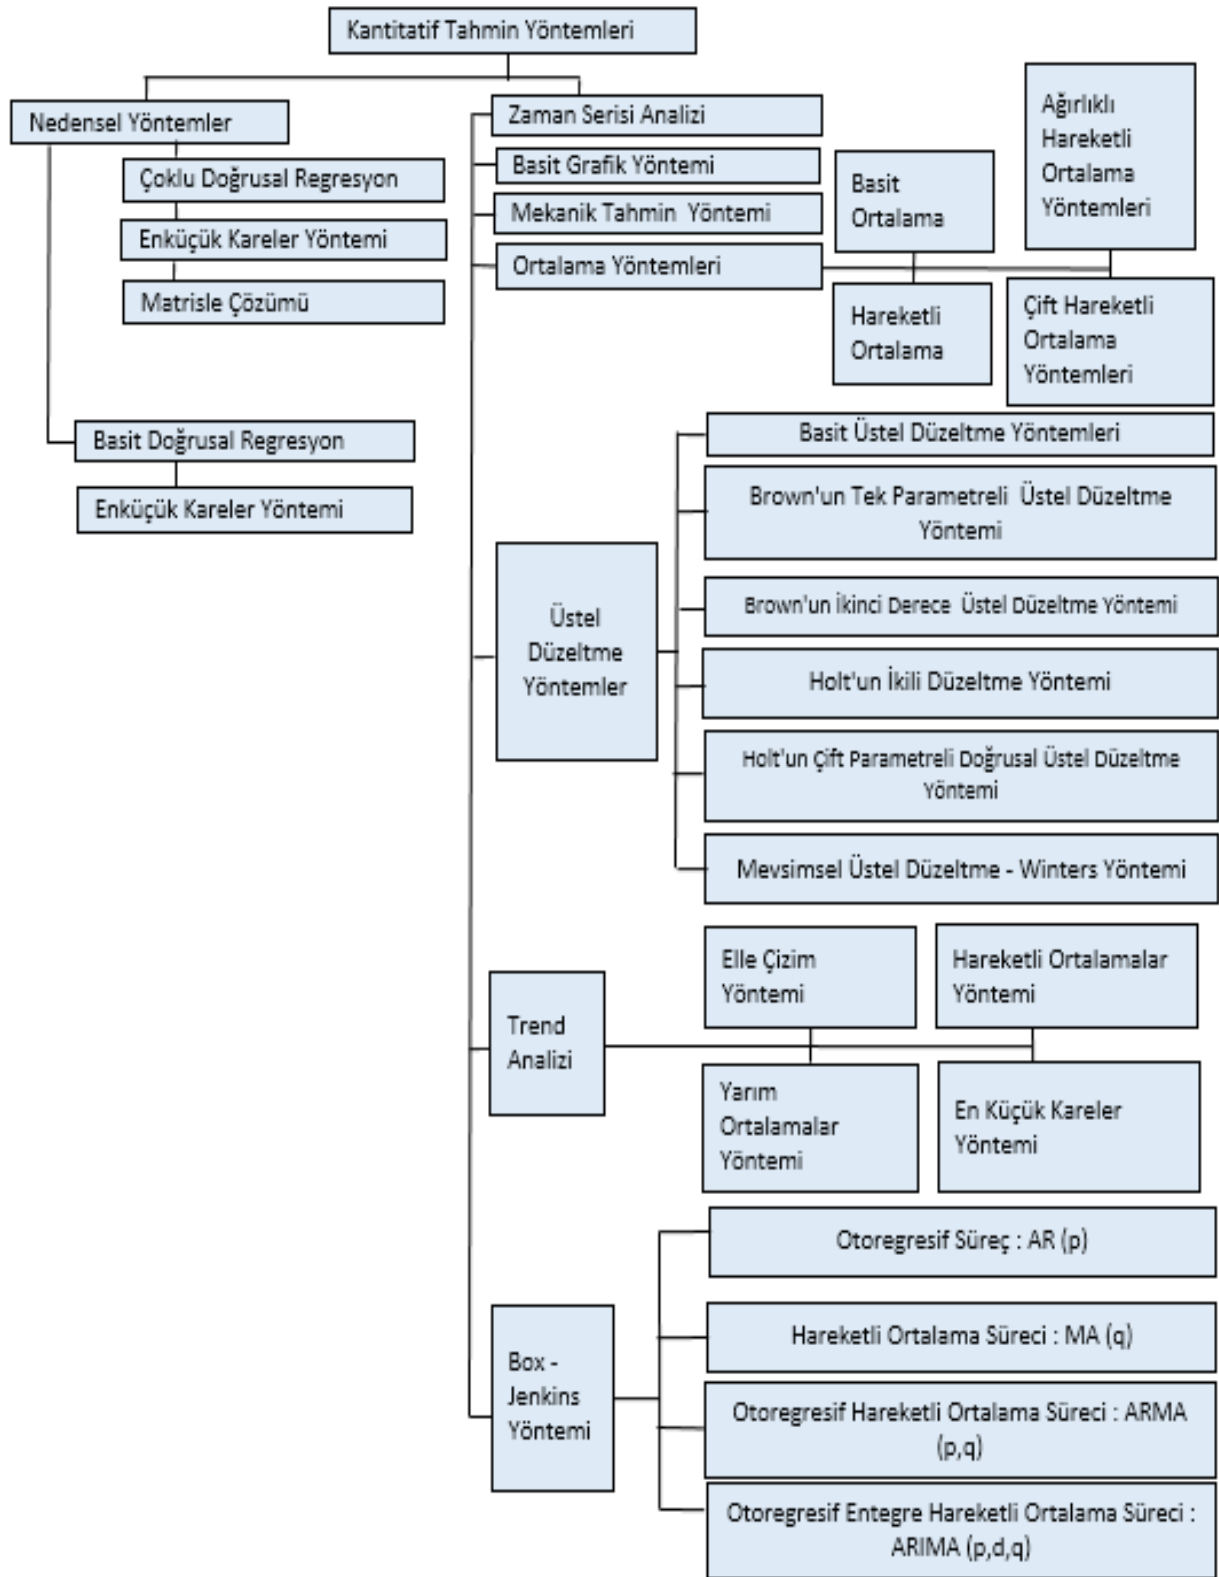 Kantitatif Tahmin Yöntemleri
Nedensel Yöntemler
Çoklu Doğrusal Regresyon
Enküçük Kareler Yöntemi
Matrisle Çözümü
Basit Doğrusal Regresyon
Enküçük Kareler Yöntemi
Zaman Serisi Analizi
Basit Grafik Yöntemi
Mekanik Tahmin Yöntemi
Ortalama Yöntemleri
Basit
Ortalama
Hareketli
Ortalama
Ağırlıklı
Hareketli
Ortalama
Yöntemleri
Çift Hareketli
Ortalama
Yöntemleri
Üstel
Düzeltme
Yöntemler
Basit Üstel Düzeltme Yöntemleri
Brown'un Tek Parametreli Üstel Düzeltme
Yöntemi
Brown'un İkinci Derece Üstel Düzeltme Yöntemi
Holt'un İkili Düzeltme Yöntemi
Holt'un Çift Parametreli Doğrusal Üstel Düzeltme
Yöntemi
Mevsimsel Üstel Düzeltme - Winters Yöntemi
Trend
Analizi
Elle Çizim
Yöntemi
Hareketli Ortalamalar
Yöntemi
Yarım
Ortalamalar
Yöntemi
En Küçük Kareler
Yöntemi
Box -
Jenkins
Yöntemi
Otoregresif Süreç : AR (p)
Hareketli Ortalama Süreci : MA (q)
Otoregresif Hareketli Ortalama Süreci : ARMA
(p,q)
Otoregresif Entegre Hareketli Ortalama Süreci :
ARIMA (p,d,q)